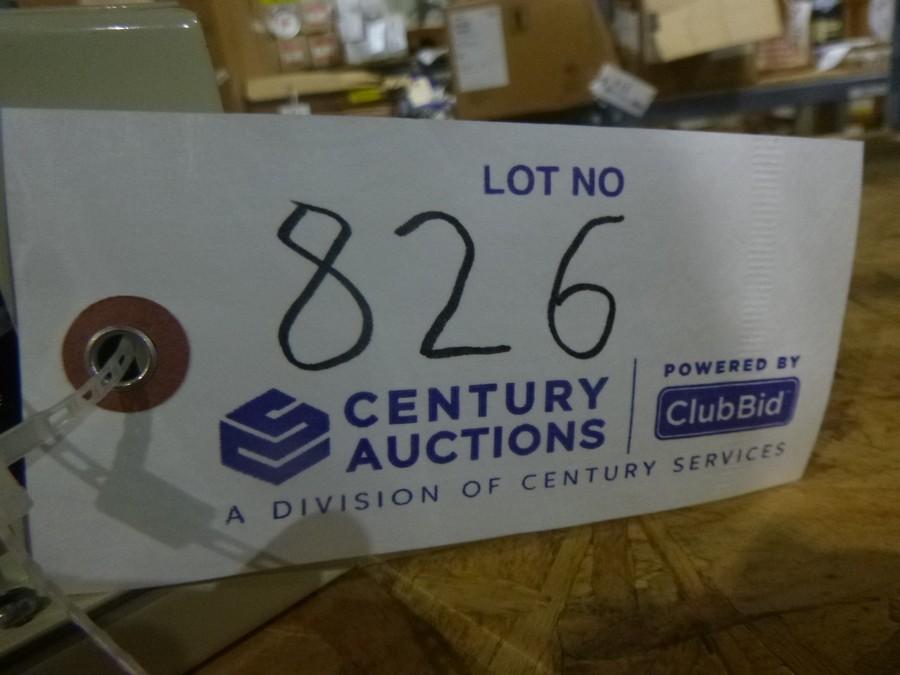 LOT NO
826
CENTURY
AUCTIONS
POWERED BY
ClubBid
A DIVISION OF CENTURY SERVICES